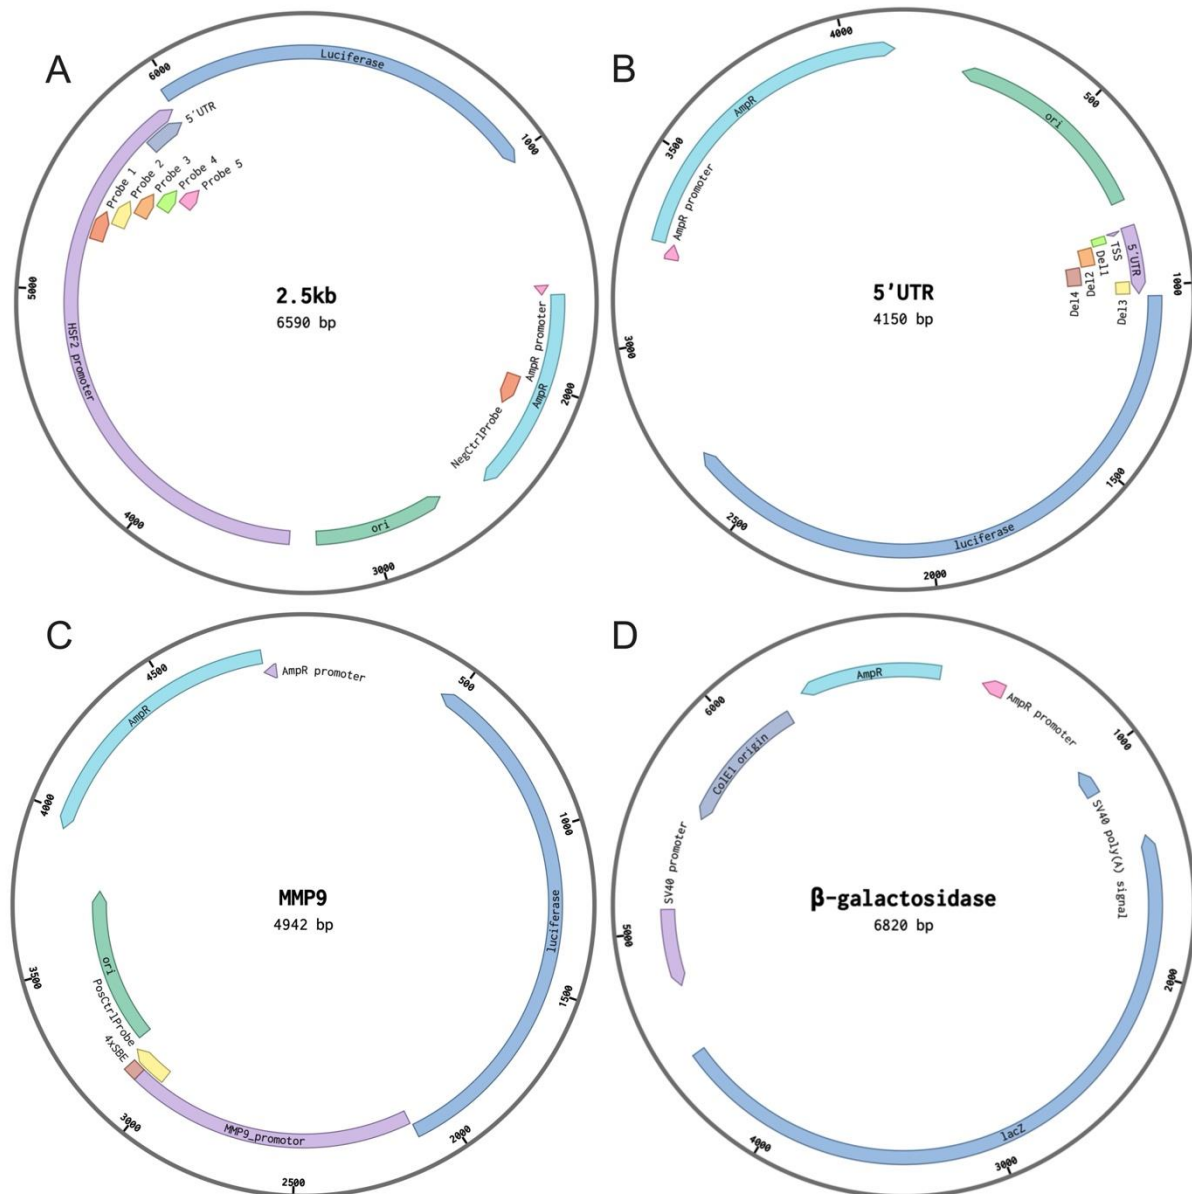 A
6000
Luciferase
1000
5'UTR
Probe 1
Probe 2
Probe 3
Probe 4
Probe 5
5000
2.5kb
6590 bp
HSF2 promoter
AmpR promoter
AmpR
2000
NegCtrlProbe
ori
4000
3000
B
4000
AmpR
500
ori
3500
AmpR promoter
TSS
5'UTR
Del1
Del2
Del4
Del3
1000
5'UTR
4150 bp
3000
1500
luciferase
2500
2000
C
4500
AmpR promoter
500
AmpR
4000
1000
MMP9
4942 bp
luciferase
ori
3500
PosCtrlProbe
4xSBE
1500
3000
MMP9_promotor
2000
2500
D
AmpR
6000
AmpR promoter
1000
ColE1 origin
SV40 poly(A) signal
SV40 promoter
β-galactosidase
6820 bp
5000
2000
lacZ
4000
3000